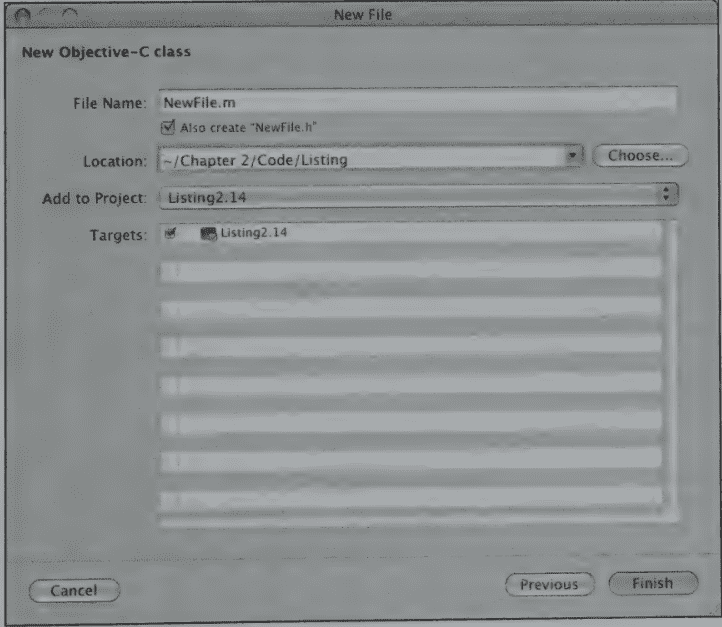 New File
New Objective-C class
File Name: NewFile.m
Also create "NewFile.h"
Location: ~/Chapter 2/Code/Listing Choose...
Add to Project: Listing2.14
Targets: Listing2.14
Cancel Previous Finish